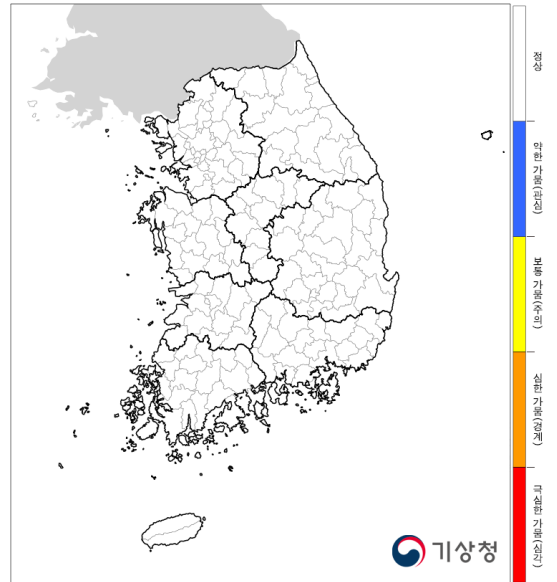 정상
약한 가뭄(관심)
보통 가뭄(주의)
심한 가뭄(경계)
극심한 가뭄(심각)
기상청